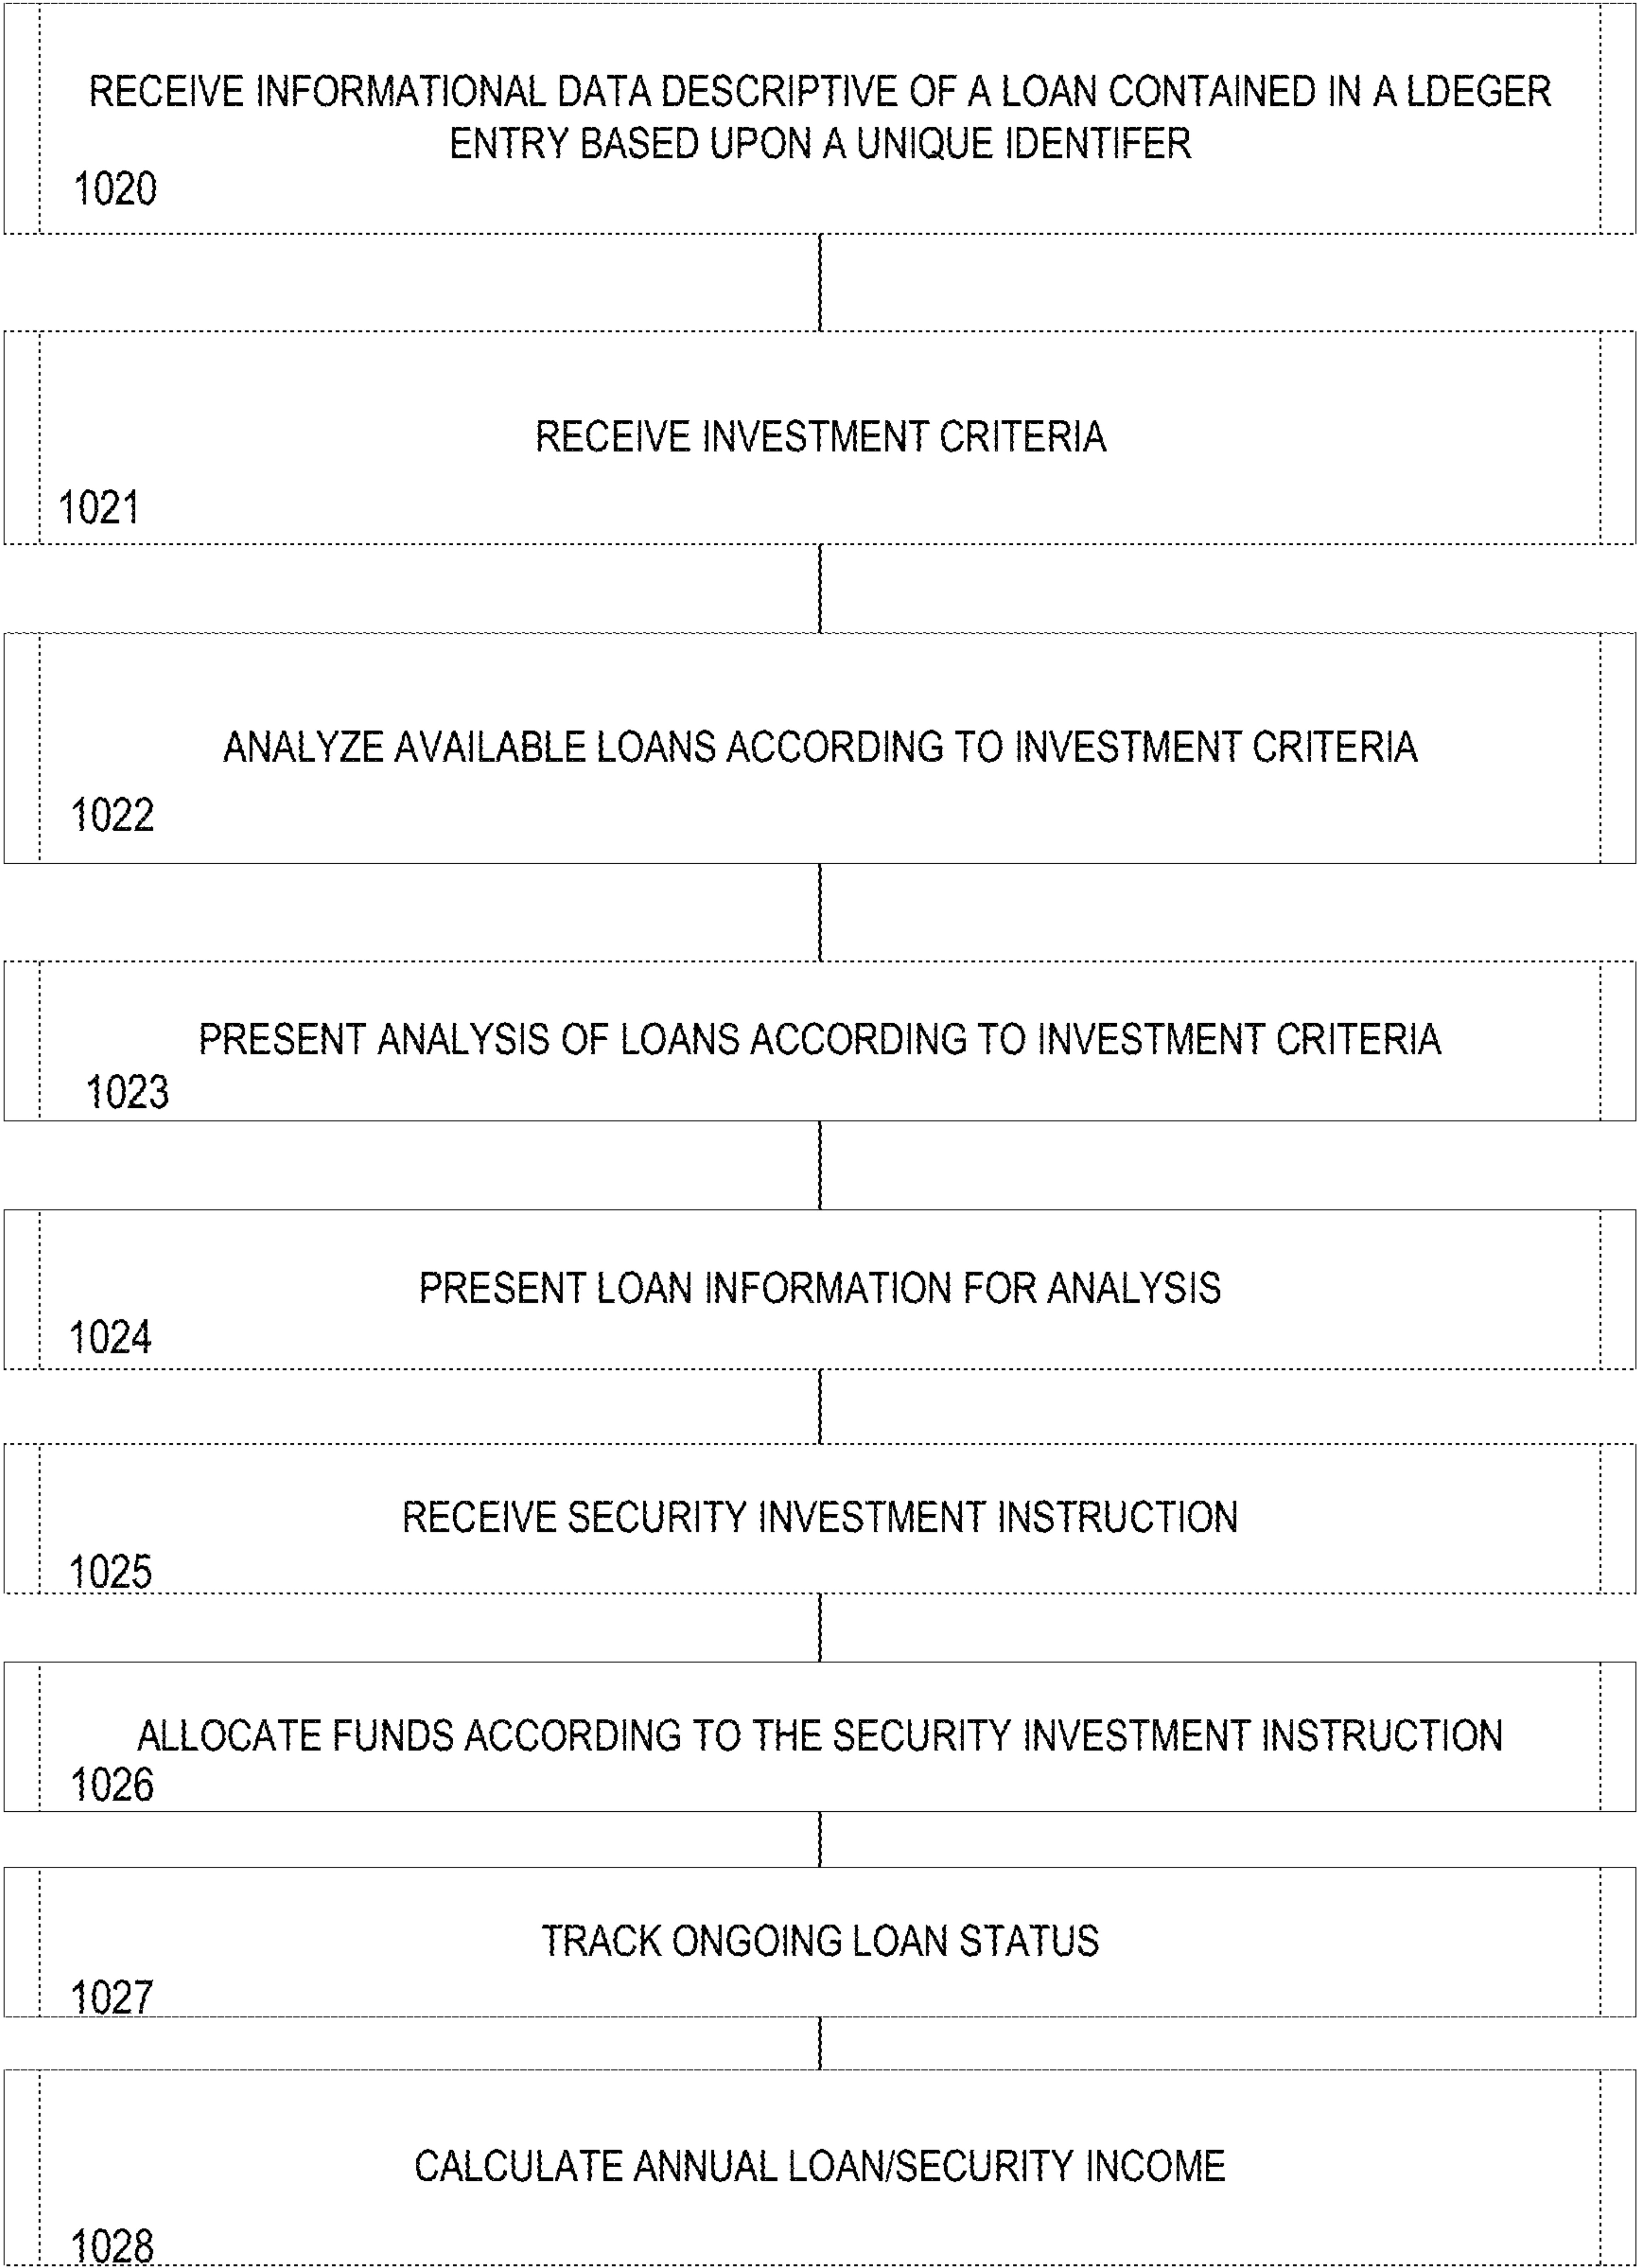 RECEIVE INFORMATIONAL DATA DESCRIPTIVE OF A LOAN CONTAINED IN A LDEGER
ENTRY BASED UPON A UNIQUE IDENTIFER
1020
RECEIVE INVESTMENT CRITERIA
1021
ANALYZE AVAILABLE LOANS ACCORDING TO INVESTMENT CRITERIA
1022
PRESENT ANALYSIS OF LOANS ACCORDING TO INVESTMENT CRITERIA
1023
PRESENT LOAN INFORMATION FOR ANALYSIS
1024
RECEIVE SECURITY INVESTMENT INSTRUCTION
1025
ALLOCATE FUNDS ACCORDING TO THE SECURITY INVESTMENT INSTRUCTION
1026
TRACK ONGOING LOAN STATUS
1027
CALCULATE ANNUAL LOAN/SECURITY INCOME
1028